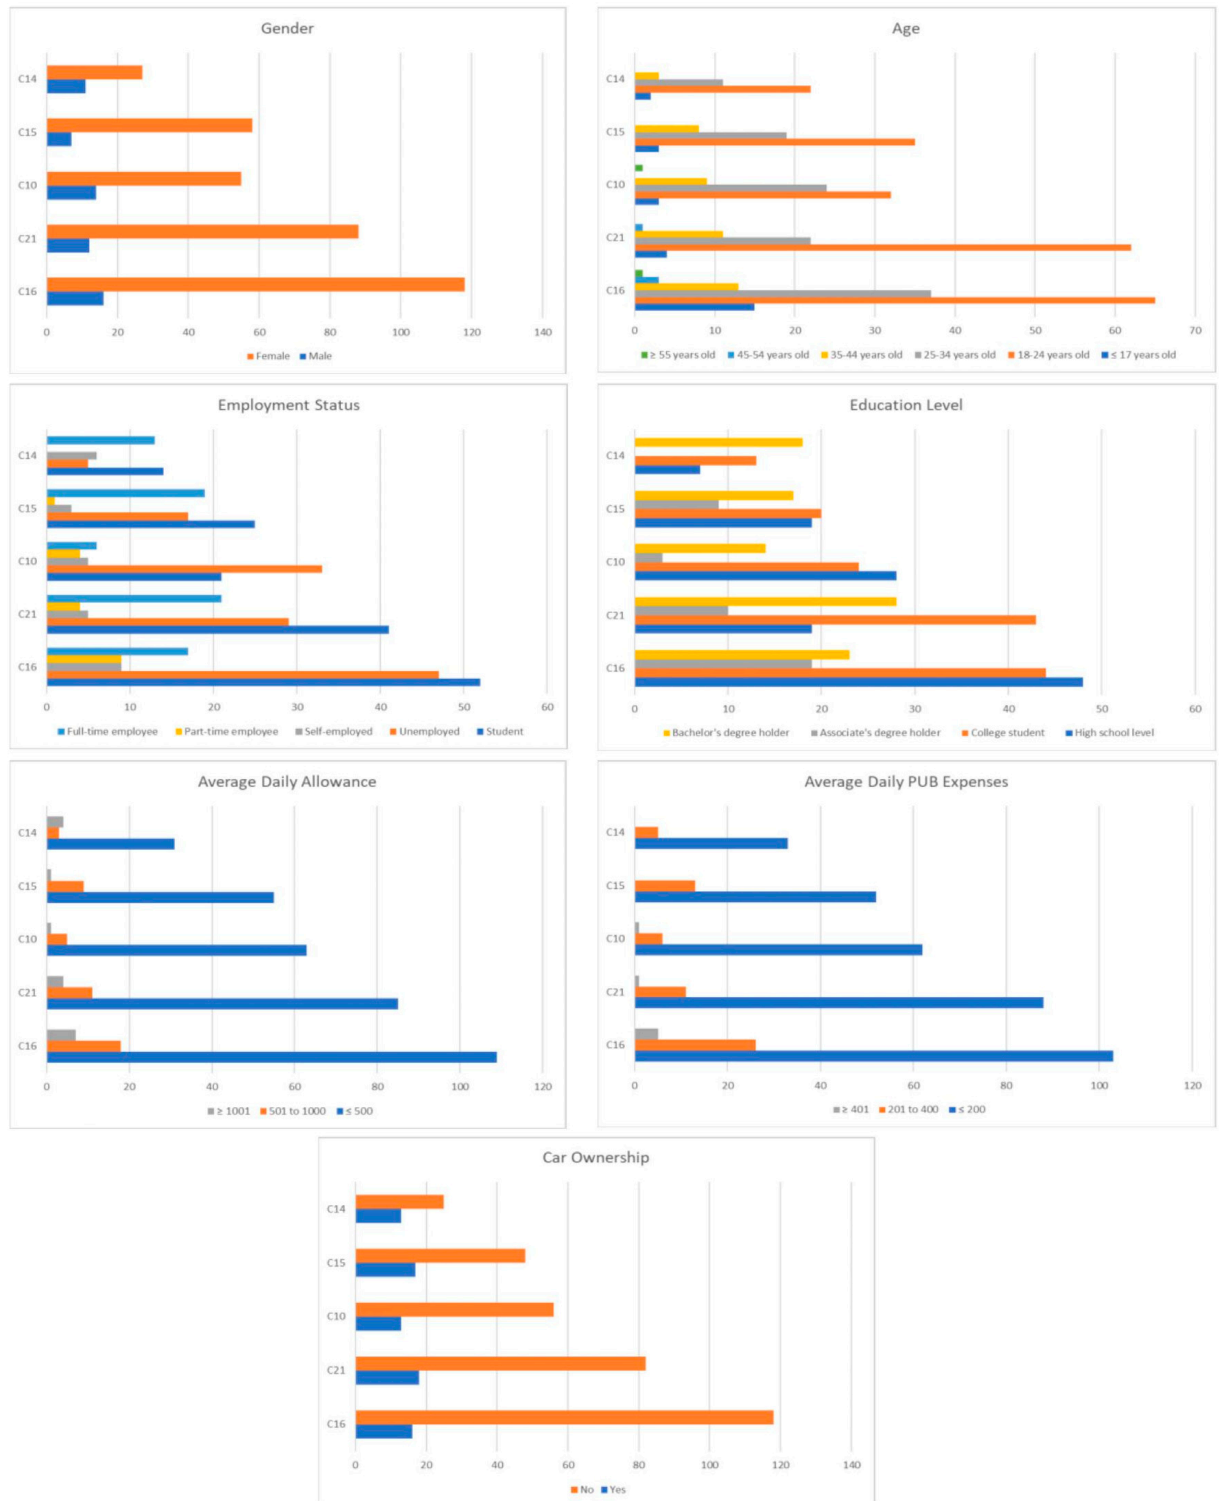 Gender
C14
C15
C10
C21
C16
0 20 40 60 80 100 120 140
Female Male
Age
C14
C15
C10
C21
C16
0 10 20 30 40 50 60 70
≥ 55 years old 45-54 years old 35-44 years old 25-34 years old 18-24 years old ≤ 17 years old
Employment Status
C14
C15
C10
C21
C16
0 10 20 30 40 50 60
Full-time employee Part-time employee Self-employed Unemployed Student
Education Level
C14
C15
C10
C21
C16
0 10 20 30 40 50 60
Bachelor's degree holder Associate's degree holder College student High school level
Average Daily Allowance
C14
C15
C10
C21
C16
0 20 40 60 80 100 120
≥ 1001 501 to 1000 ≤ 500
Average Daily PUB Expenses
C14
C15
C10
C21
C16
0 20 40 60 80 100 120
≥ 401 201 to 400 ≤ 200
Car Ownership
C14
C15
C10
C21
C16
0 20 40 60 80 100 120 140
No Yes